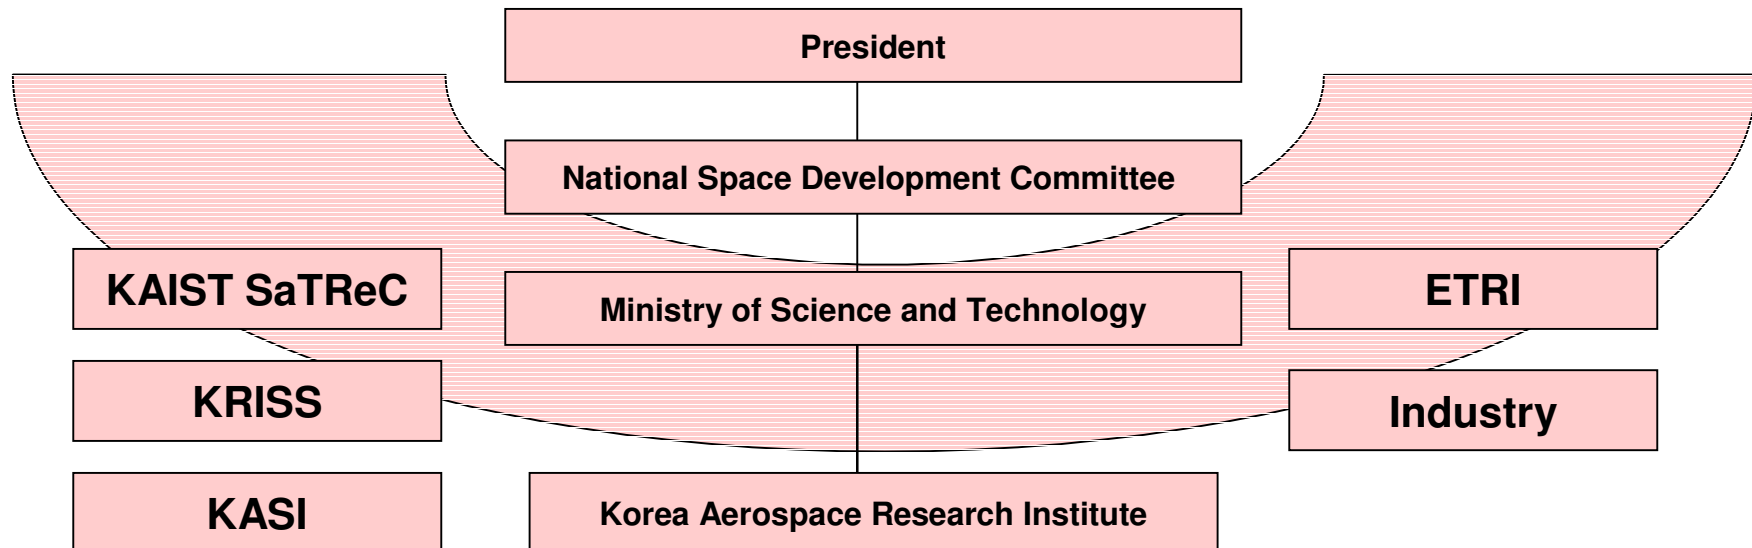 President
National Space Development Committee
KAIST SaTReC
Ministry of Science and Technology
ETRI
KRISS
Industry
KASI
Korea Aerospace Research Institute